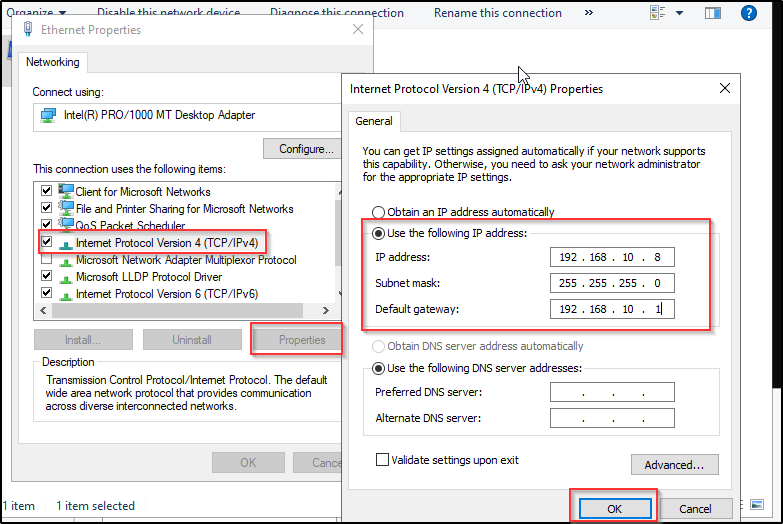 Organize
Disable this network device
Diagnose this connection
Rename this connection
»
?
Ethernet Properties
Networking
Connect using:
Intel(R) PRO/1000 MT Desktop Adapter
Configure...
This connection uses the following items:
Client for Microsoft Networks
File and Printer Sharing for Microsoft Networks
QoS Packet Scheduler
Internet Protocol Version 4 (TCP/IPv4)
Microsoft Network Adapter Multiplexor Protocol
Microsoft LLDP Protocol Driver
Internet Protocol Version 6 (TCP/IPv6)
Install...
Uninstall
Properties
Description
Transmission Control Protocol/Internet Protocol. The default
wide area network protocol that provides communication
across diverse interconnected networks.
OK
Cance
1 item
1 item selected
Internet Protocol Version 4 (TCP/IPv4) Properties
General
You can get IP settings assigned automatically if your network supports
this capability. Otherwise, you need to ask your network administrator
for the appropriate IP settings.
Obtain an IP address automatically
Use the following IP address:
IP address: 192 . 168 . 10 . 8
Subnet mask: 255 . 255 . 255 . 0
Default gateway: 192 . 168 . 10 . 1
Obtain DNS server address automatically
Use the following DNS server addresses:
Preferred DNS server: . . .
Alternate DNS server: . . .
Validate settings upon exit
Advanced...
OK
Cancel